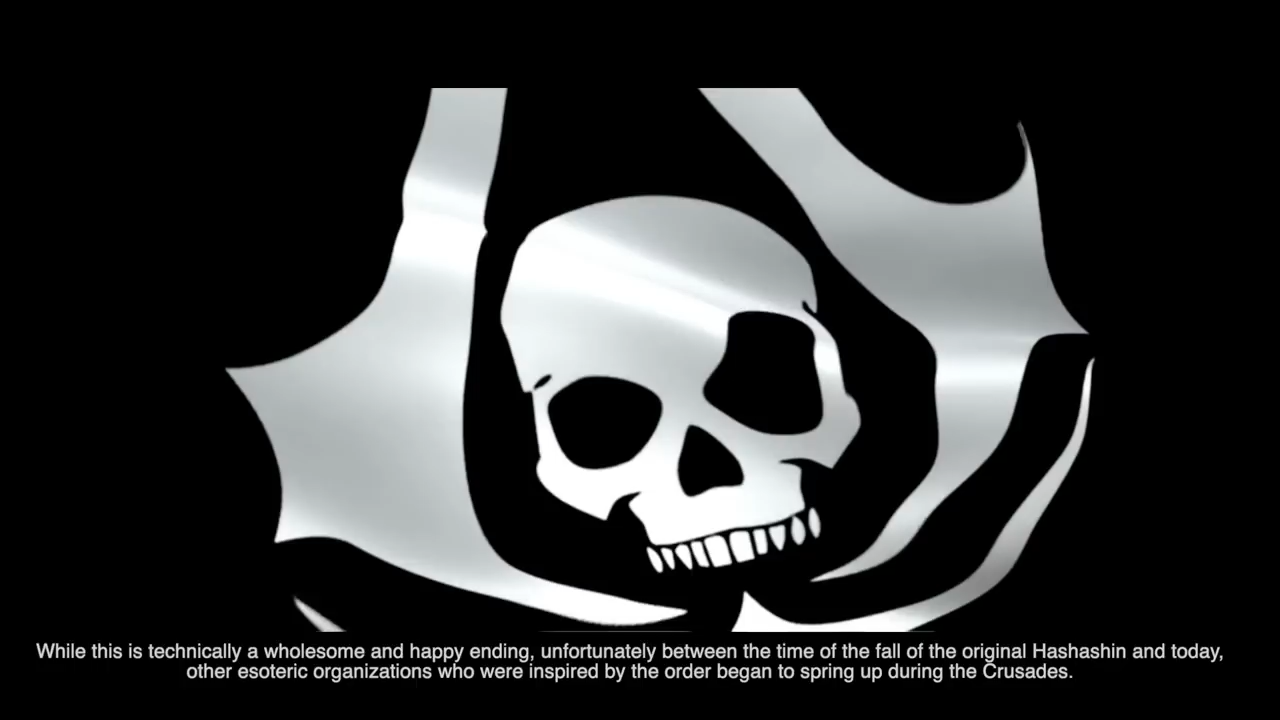 While this is technically a wholesome and happy ending, unfortunately between the time of the fall of the original Hashashin and today,
other esoteric organizations who were inspired by the order began to spring up during the Crusades.